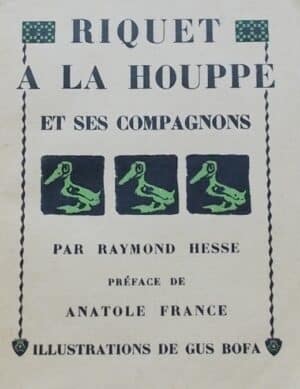 RIQUET
A LA HOUPPE
ET SES COMPAGNONS
PAR RAYMOND HESSE
PRÉFACE DE
ANATOLE FRANCE
ILLUSTRATIONS DE GUS BOFA